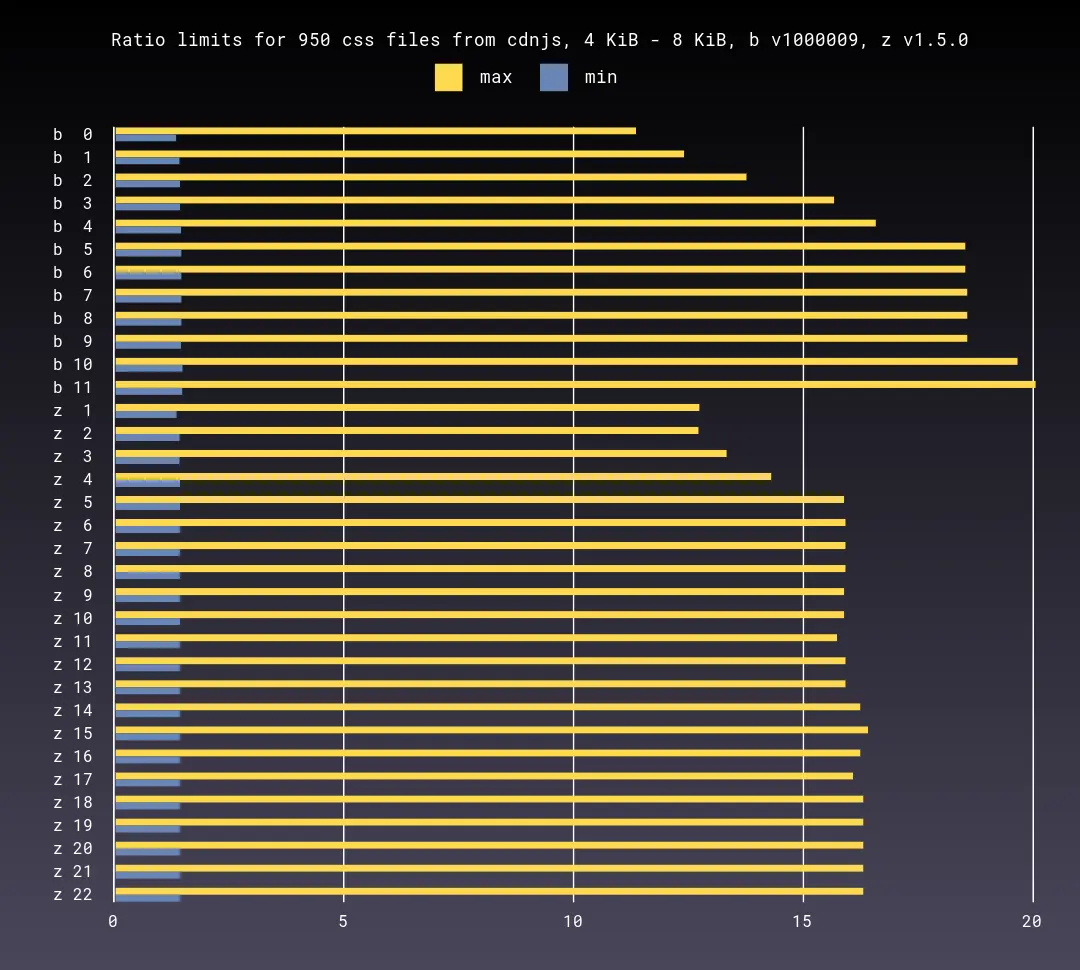 Ratio limits for 950 css files from cdnjs, 4 KiB - 8 KiB, b v1000009, z v1.5.0
max min
b 0
b 1
b 2
b 3
b 4
b 5
b 6
b 7
b 8
b 9
b 10
b 11
z 1
z 2
z 3
z 4
z 5
z 6
z 7
z 8
z 9
z 10
z 11
z 12
z 13
z 14
z 15
z 16
z 17
z 18
z 19
z 20
z 21
z 22
0 5 10 15 20